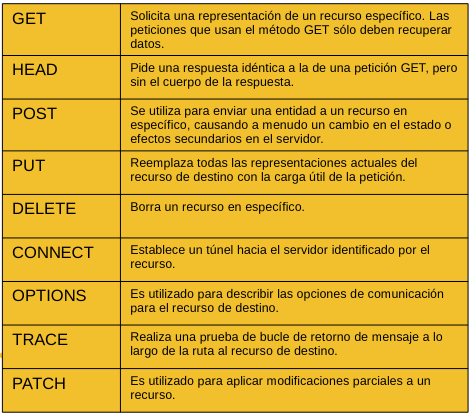 GET
Solicita una representación de un recurso específico. Las
peticiones que usan el método GET sólo deben recuperar
datos.
HEAD
Pide una respuesta idéntica a la de una petición GET, pero
sin el cuerpo de la respuesta.
POST
Se utiliza para enviar una entidad a un recurso en
específico, causando a menudo un cambio en el estado o
efectos secundarios en el servidor.
PUT
Reemplaza todas las representaciones actuales del
recurso de destino con la carga útil de la petición.
DELETE
Borra un recurso en específico.
CONNECT
Establece un túnel hacia el servidor identificado por el
recurso.
OPTIONS
Es utilizado para describir las opciones de comunicación
para el recurso de destino.
TRACE
Realiza una prueba de bucle de retorno de mensaje a lo
largo de la ruta al recurso de destino.
PATCH
Es utilizado para aplicar modificaciones parciales a un
recurso.